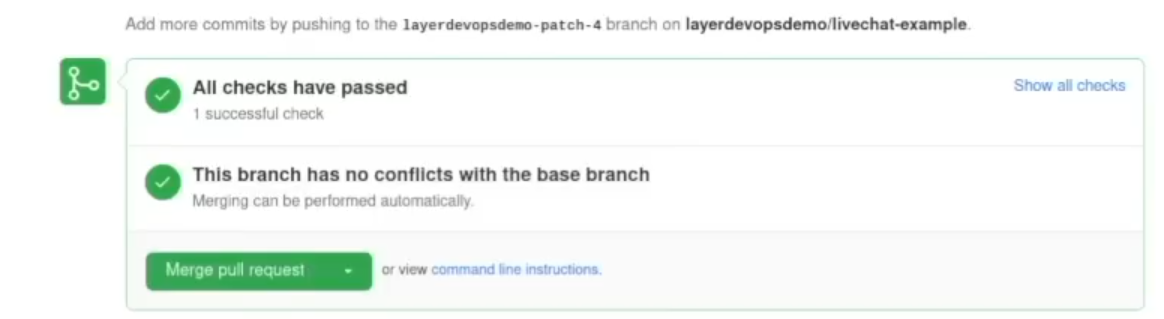 Add more commits by pushing to the layerdevopsdemo-patch-4 branch on layerdevopsdemo/livechat-example.
All checks have passed
Show all checks
1 successful check
This branch has no conflicts with the base branch
Merging can be performed automatically.
Merge pull request
or view command line instructions.